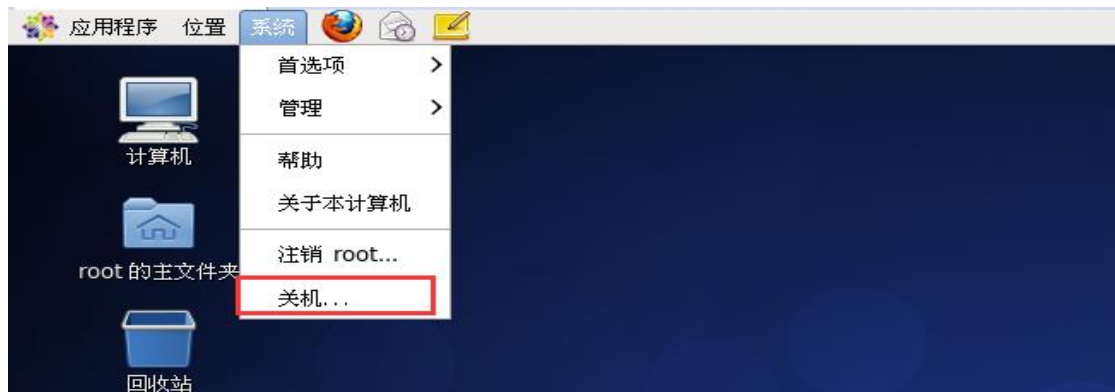 应用程序 位置 系统
首选项
管理
帮助
关于本计算机
注销 root...
关机...
计算机
root 的主文件夹
回收站